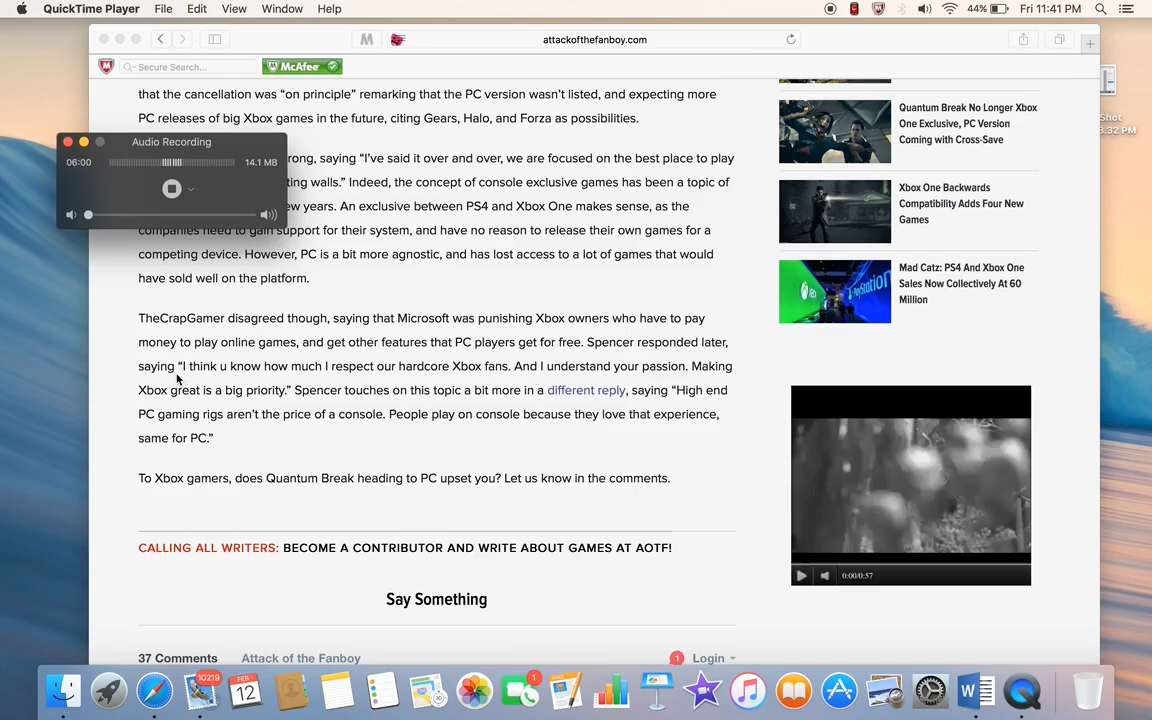 QuickTime Player File Edit View Window Help
44% Fri 11:41 PM
attackofthefanboy.com
Secure Search...
McAfee
that the cancellation was “on principle” remarking that the PC version wasn’t listed, and expecting more
PC releases of big Xbox games in the future, citing Gears, Halo, and Forza as possibilities.
Audio Recording
06:00
14.1 MB
rong, saying “I’ve said it over and over, we are focused on the best place to play
ting walls.” Indeed, the concept of console exclusive games has been a topic of
ew years. An exclusive between PS4 and Xbox One makes sense, as the
companies need to gain support for their system, and have no reason to release their own games for a
competing device. However, PC is a bit more agnostic, and has lost access to a lot of games that would
have sold well on the platform.
TheCrapGamer disagreed though, saying that Microsoft was punishing Xbox owners who have to pay
money to play online games, and get other features that PC players get for free. Spencer responded later,
saying “I think u know how much I respect our hardcore Xbox fans. And I understand your passion. Making
Xbox great is a big priority.” Spencer touches on this topic a bit more in a different reply, saying “High end
PC gaming rigs aren’t the price of a console. People play on console because they love that experience,
same for PC.”
To Xbox gamers, does Quantum Break heading to PC upset you? Let us know in the comments.
CALLING ALL WRITERS: BECOME A CONTRIBUTOR AND WRITE ABOUT GAMES AT AOTF!
Say Something
37 Comments
Attack of the Fanboy
1
Login
Quantum Break No Longer Xbox
One Exclusive, PC Version
Coming with Cross-Save
Xbox One Backwards
Compatibility Adds Four New
Games
Mad Catz: PS4 And Xbox One
Sales Now Collectively At 60
Million
PlayStation
0:00/0:57
Shot
3.32 PM
10219
FEB
12
1
W